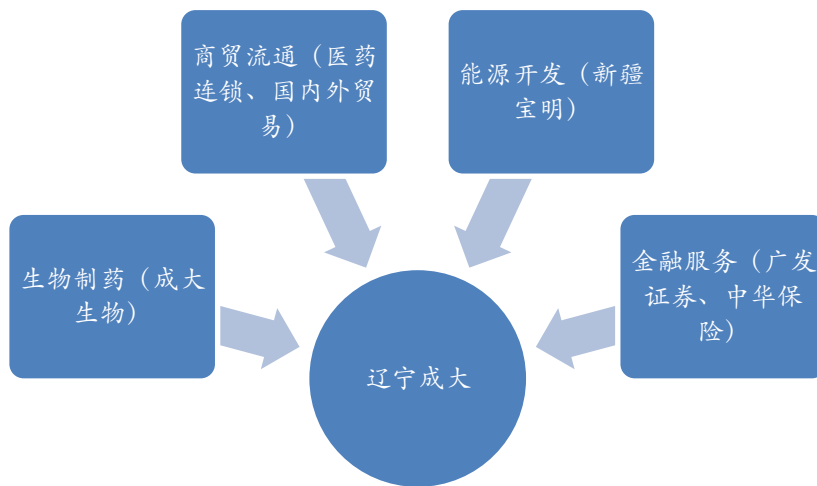 商贸流通（医药
连锁、国内外贸
易）
能源开发（新疆
宝明）
生物制药（成大
生物）
金融服务（广发
证券、中华保
险）
辽宁成大